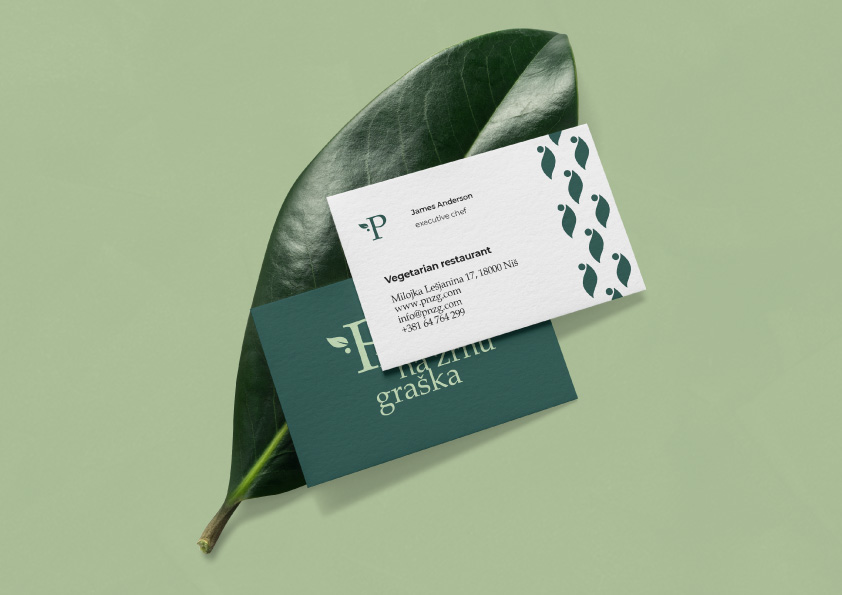 P
James Anderson
executive chef
Vegetarian restaurant
Milojka Lešjanina 17, 18000 Niš
www.pnzg.com
info@pnzg.com
+381 64 764 299
na zrnu
graška